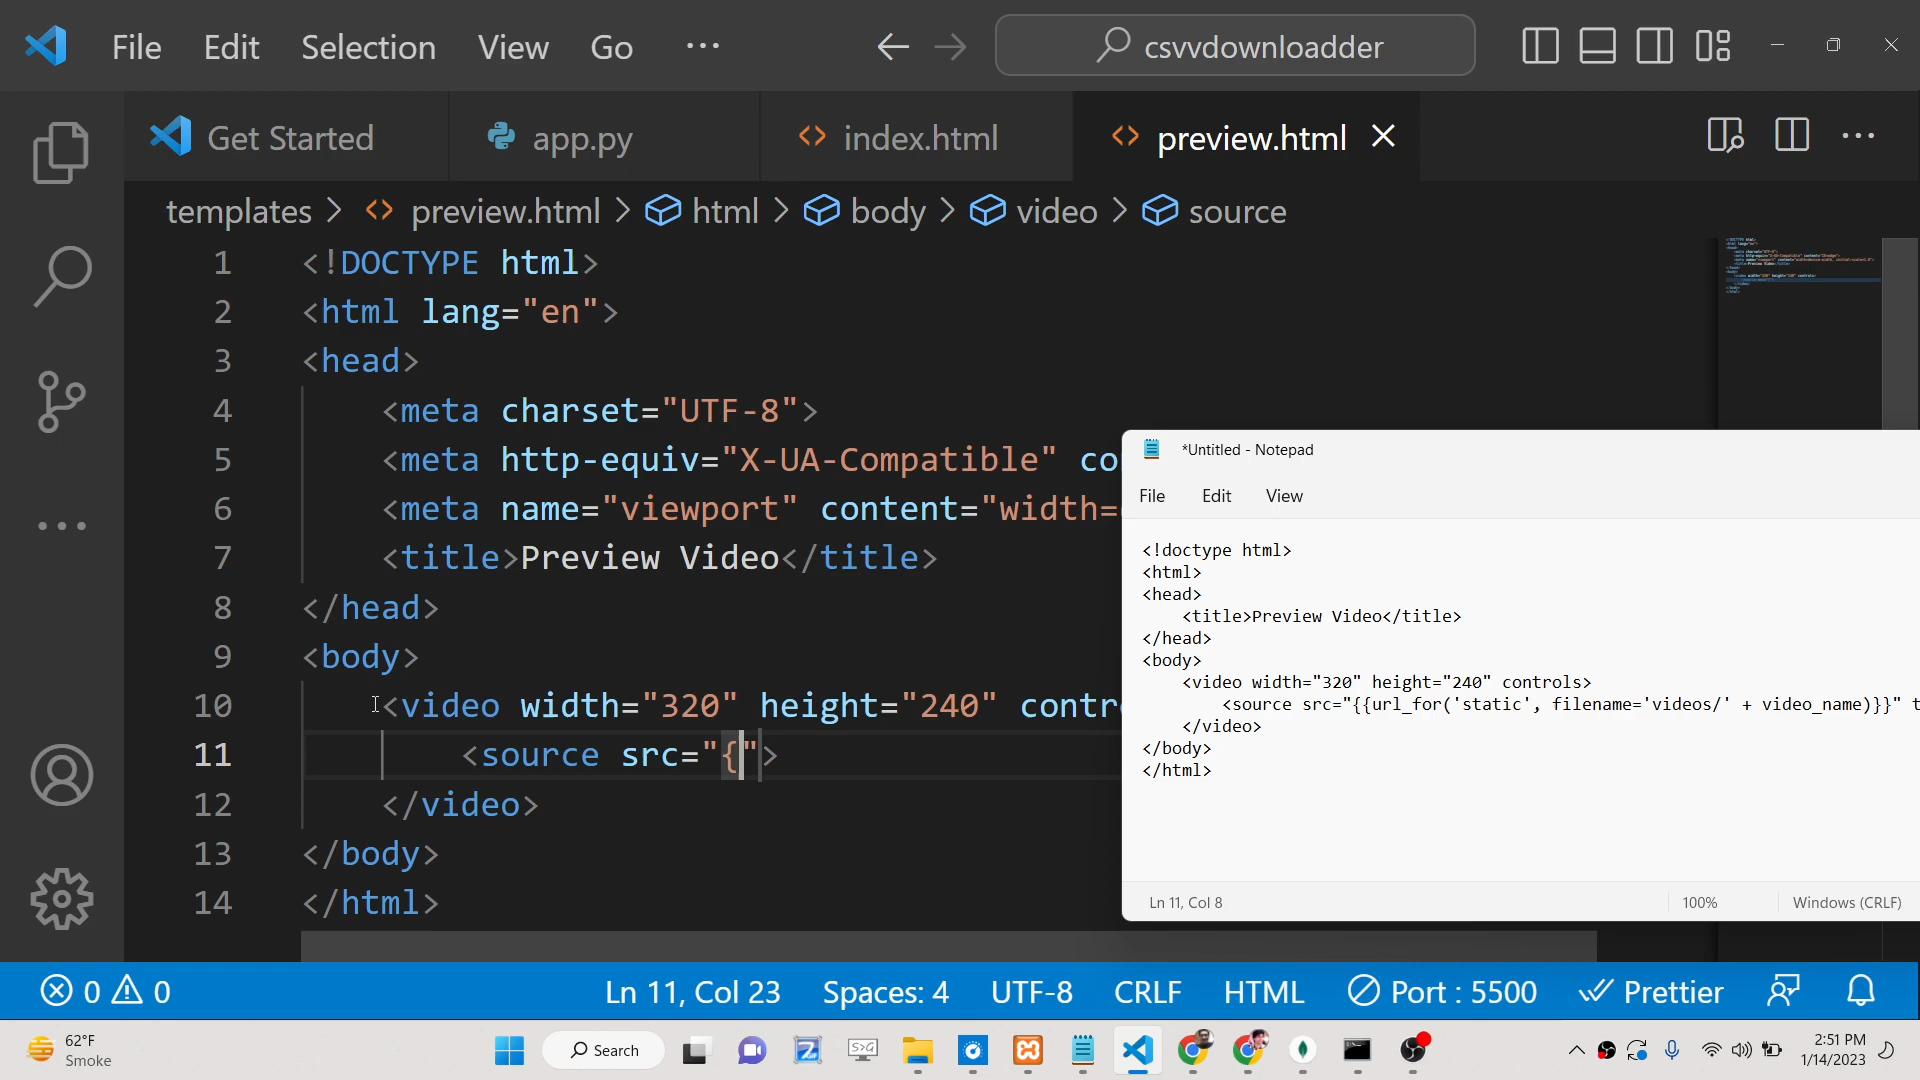 File Edit Selection View Go ··· csvvdownloadder
Get Started app.py index.html preview.html
templates > preview.html > html > body > video > source
1 <!DOCTYPE html>
2 <html lang="en">
3 <head>
4 <meta charset="UTF-8">
5 <meta http-equiv="X-UA-Compatible" co
6 <meta name="viewport" content="width=
7 <title>Preview Video</title>
8 </head>
9 <body>
10 <video width="320" height="240" contr
11 <source src="{">
12 </video>
13 </body>
14 </html>
*Untitled - Notepad
File Edit View
<!doctype html>
<html>
<head>
<title>Preview Video</title>
</head>
<body>
<video width="320" height="240" controls>
<source src="{{url_for('static', filename='videos/' + video_name)}}" t
</video>
</body>
</html>
Ln 11, Col 8 100% Windows (CRLF)
0 0 Ln 11, Col 23 Spaces: 4 UTF-8 CRLF HTML Port : 5500 Prettier
62°F
Smoke
Search
2:51 PM
1/14/2023